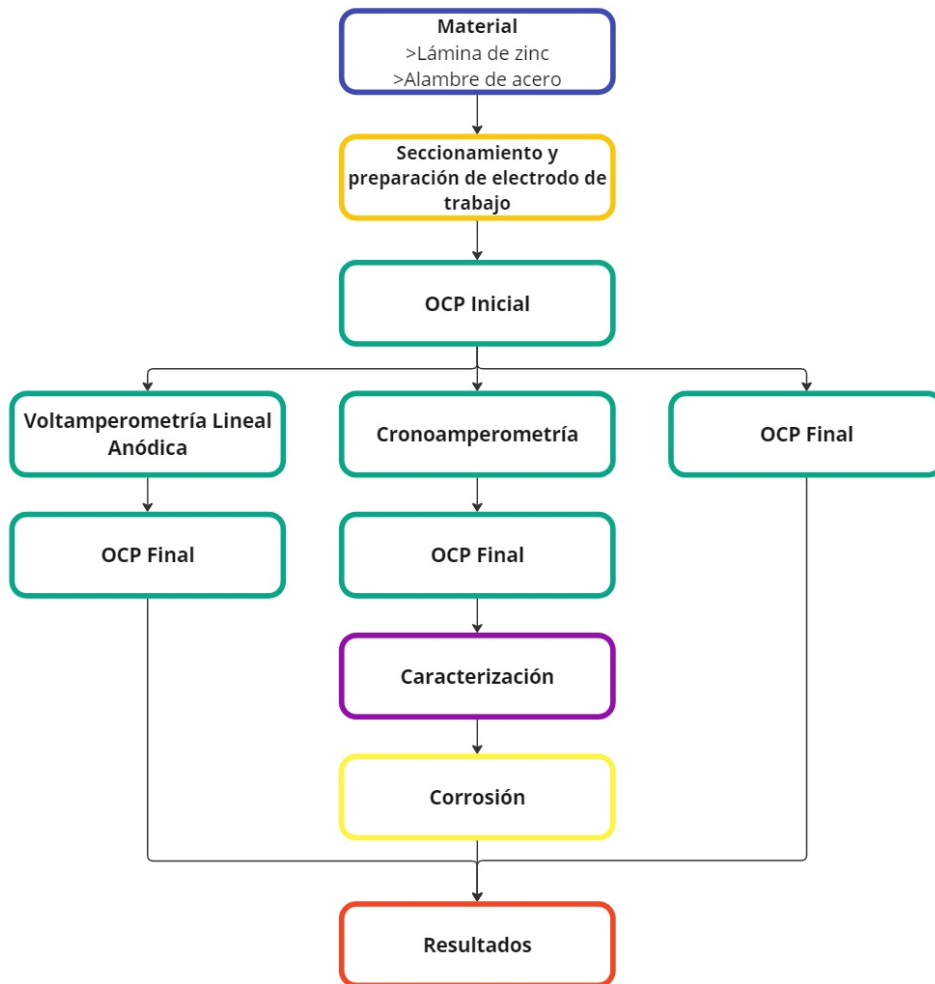 Material
>Lámina de zinc
>Alambre de acero
Seccionamiento y
preparación de electrodo de
trabajo
OCP Inicial
Voltamperometría Lineal
Anódica
Cronoamperometría
OCP Final
OCP Final
OCP Final
Caracterización
Corrosión
Resultados